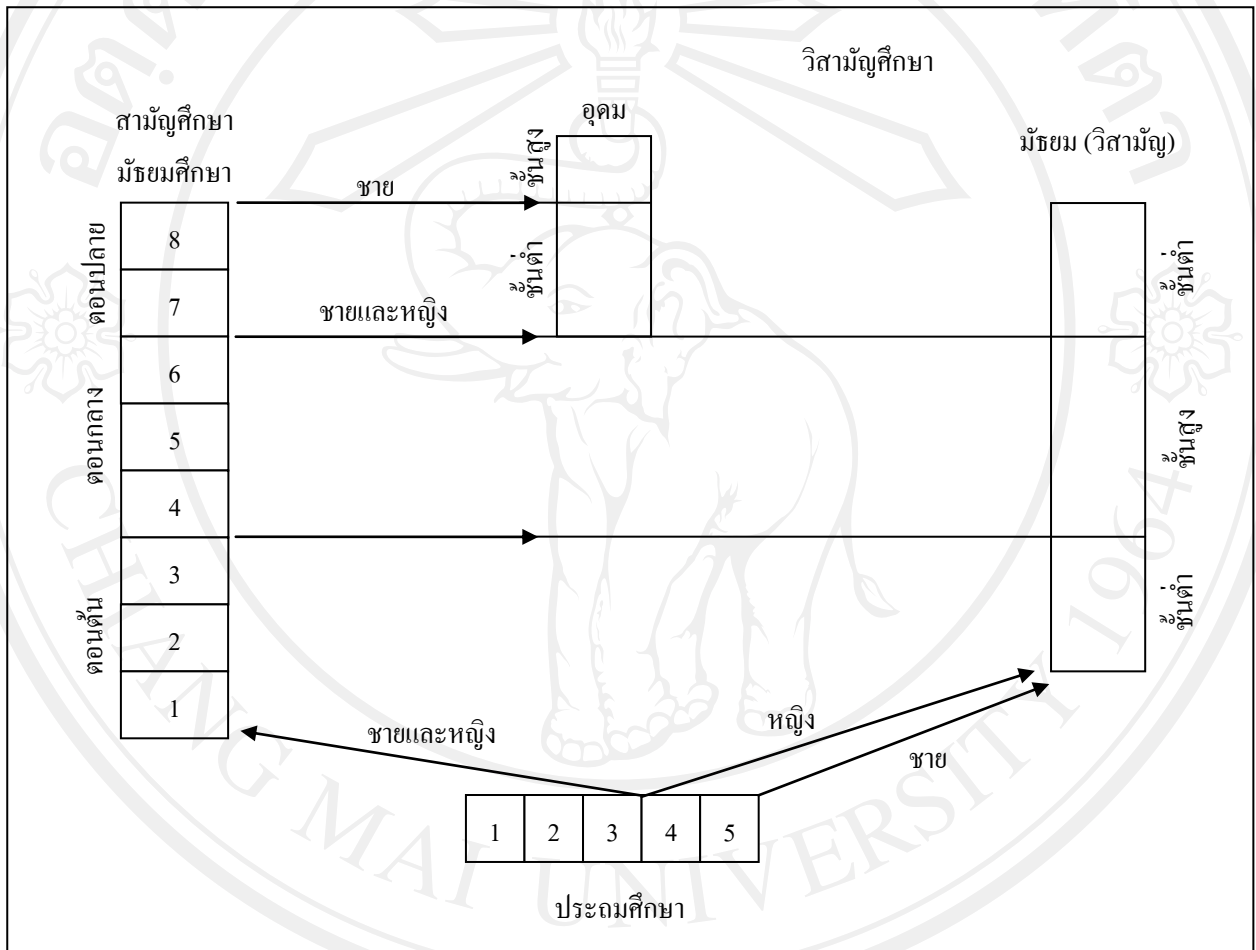 วิสามัญศึกษา
อุดม
สามัญศึกษา
มัธยมศึกษา
มัธยม (วิสามัญ)
ชั้นสูง
ชั้นต่ำ
ชาย
ชายและหญิง
ตอนปลาย
8
7
ตอนกลาง
6
5
4
ตอนต้น
3
2
1
ชั้นต่ำ
ชั้นสูง
ชั้นต่ำ
ชายและหญิง
หญิง
ชาย
1 2 3 4 5
ประถมศึกษา
CHIANG MAI UNIVERSITY 1964